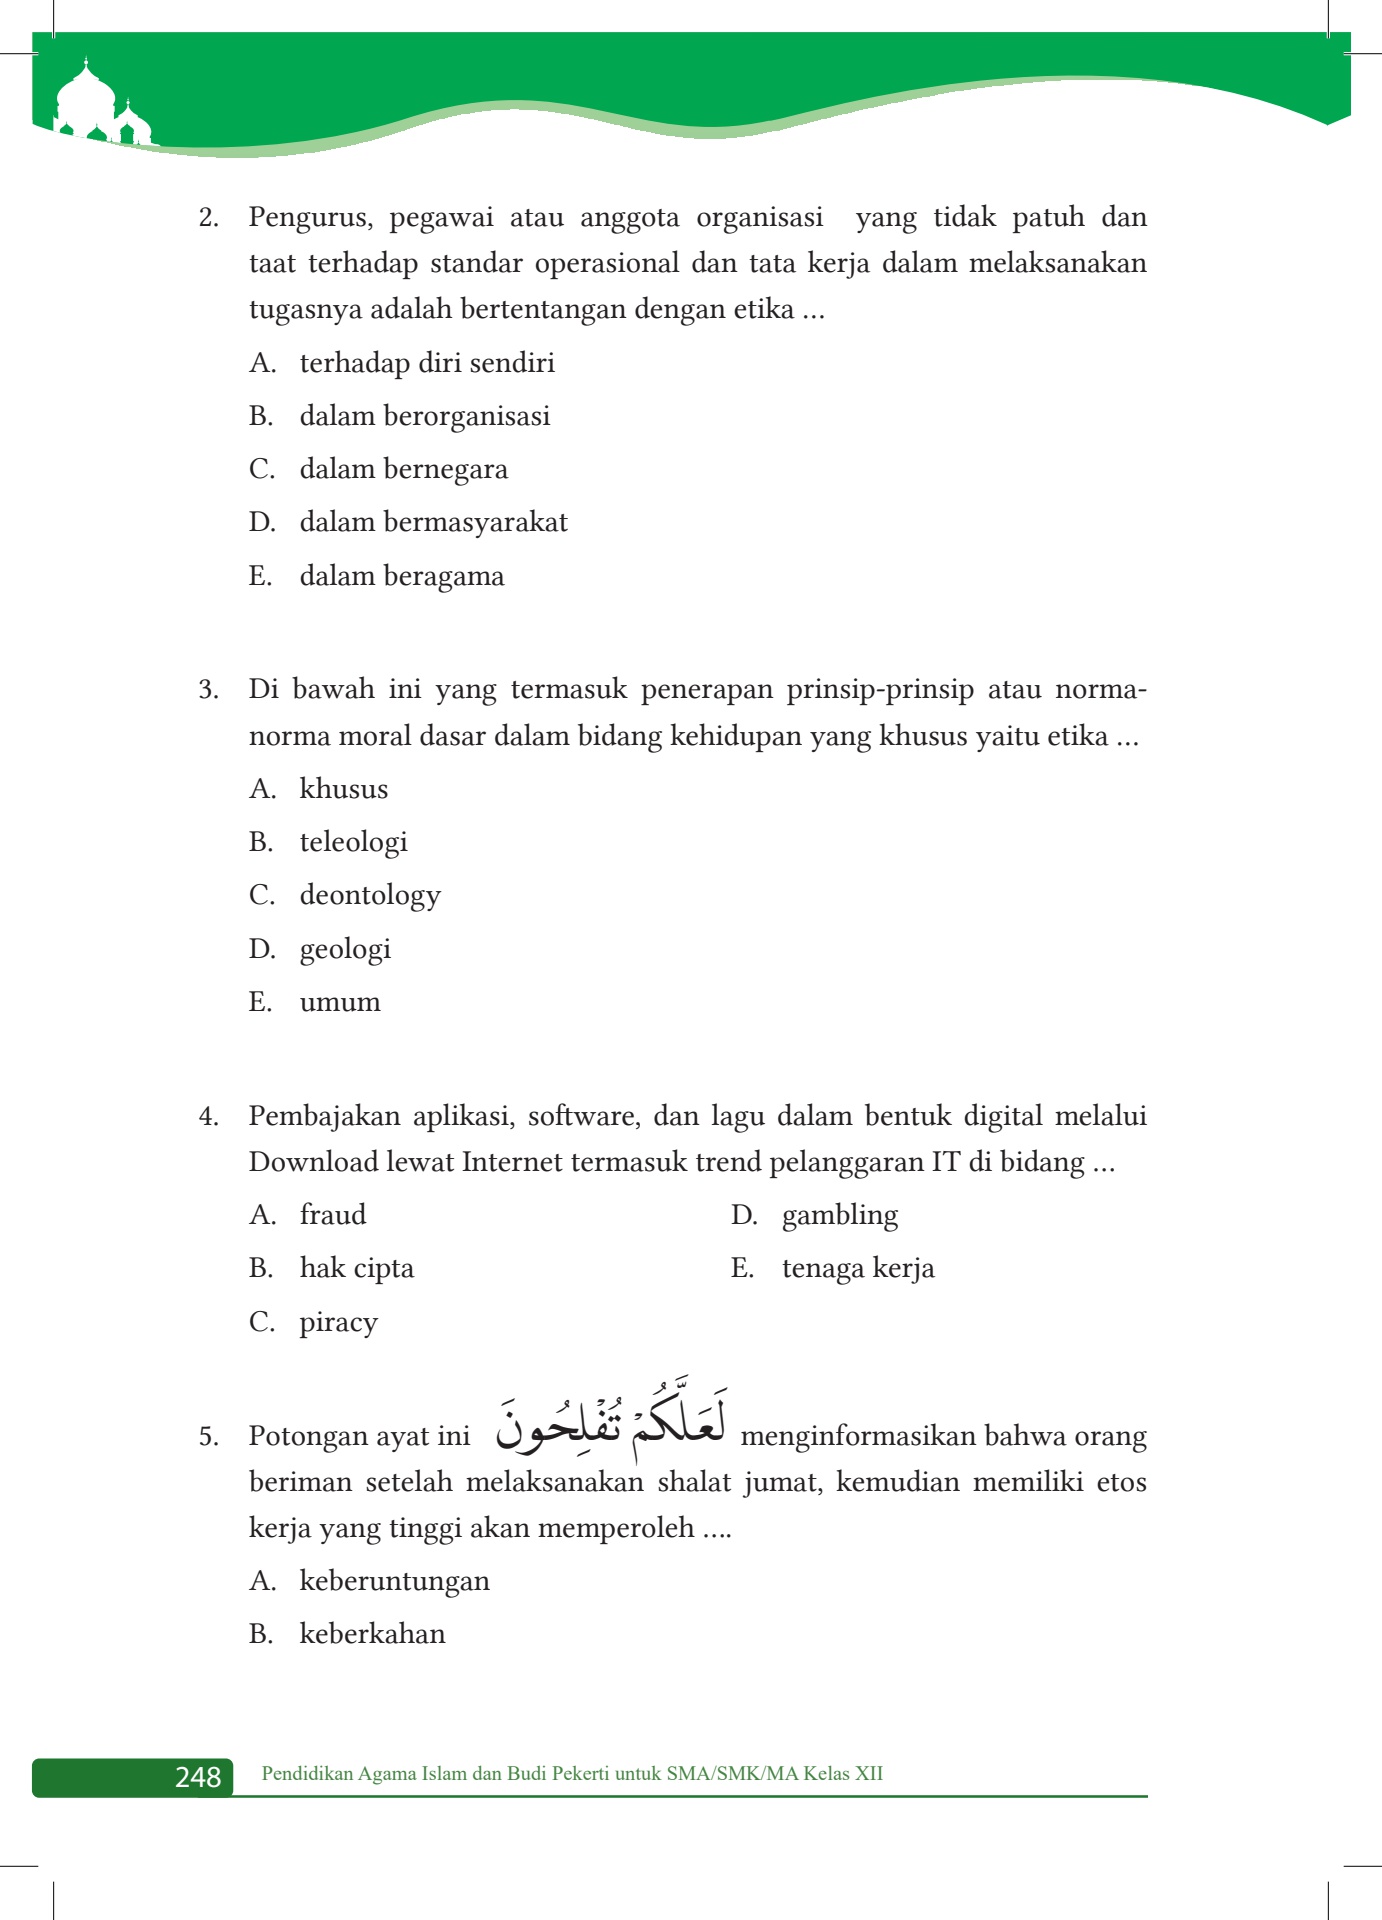 2. Pengurus, pegawai atau anggota organisasi yang tidak patuh dan
taat terhadap standar operasional dan tata kerja dalam melaksanakan
tugasnya adalah bertentangan dengan etika …
A. terhadap diri sendiri
B. dalam berorganisasi
C. dalam bernegara
D. dalam bermasyarakat
E. dalam beragama
3. Di bawah ini yang termasuk penerapan prinsip-prinsip atau norma-
norma moral dasar dalam bidang kehidupan yang khusus yaitu etika …
A. khusus
B. teleologi
C. deontology
D. geologi
E. umum
4. Pembajakan aplikasi, software, dan lagu dalam bentuk digital melalui
Download lewat Internet termasuk trend pelanggaran IT di bidang …
A. fraud
B. hak cipta
C. piracy
D. gambling
E. tenaga kerja
5. Potongan ayat ini لَعَلَّكُمْ تُفْلِحُونَ menginformasikan bahwa orang
beriman setelah melaksanakan shalat jumat, kemudian memiliki etos
kerja yang tinggi akan memperoleh ….
A. keberuntungan
B. keberkahan
248 Pendidikan Agama Islam dan Budi Pekerti untuk SMA/SMK/MA Kelas XII